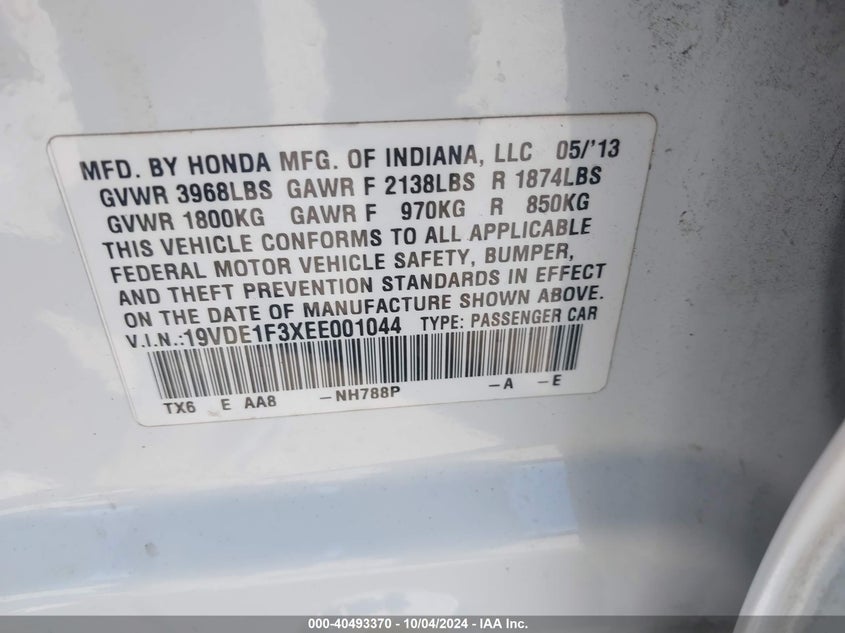 MFD. BY HONDA MFG. OF INDIANA, LLC 05/'13
GVWR 3968LBS GAWR F 2138LBS R 1874LBS
GVWR 1800KG GAWR F 970KG R 850KG
THIS VEHICLE CONFORMS TO ALL APPLICABLE
FEDERAL MOTOR VEHICLE SAFETY, BUMPER,
AND THEFT PREVENTION STANDARDS IN EFFECT
ON THE DATE OF MANUFACTURE SHOWN ABOVE.
V.I.N.:19VDE1F3XEE001044 TYPE: PASSENGER CAR
TX6 E AA8 -NH788P -A -E
000-40493370 - 10/04/2024 - IAA Inc.